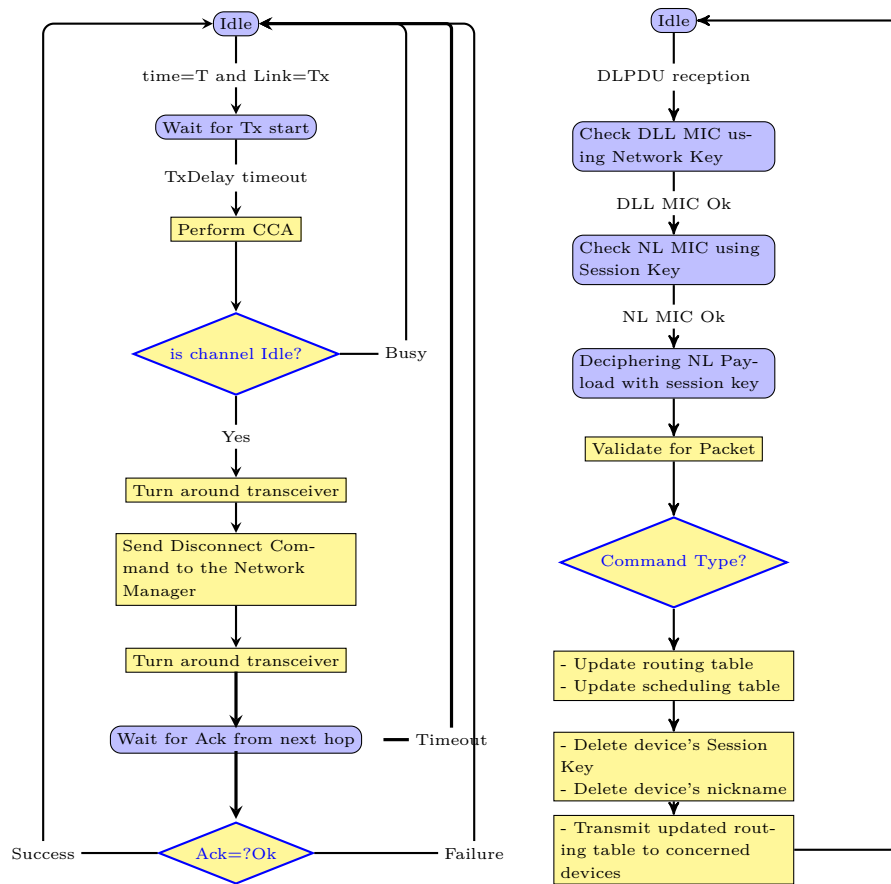 Idle
time=T and Link=Tx
Wait for Tx start
TxDelay timeout
Perform CCA
is channel Idle?
Busy
Yes
Turn around transceiver
Send Disconnect Com-
mand to the Network
Manager
Turn around transceiver
Wait for Ack from next hop
Timeout
Success
Ack=?Ok
Failure
Idle
DLPDU reception
Check DLL MIC us-
ing Network Key
DLL MIC Ok
Check NL MIC using
Session Key
NL MIC Ok
Deciphering NL Pay-
load with session key
Validate for Packet
Command Type?
- Update routing table
- Update scheduling table
- Delete device's Session
Key
- Delete device's nickname
- Transmit updated rout-
ing table to concerned
devices